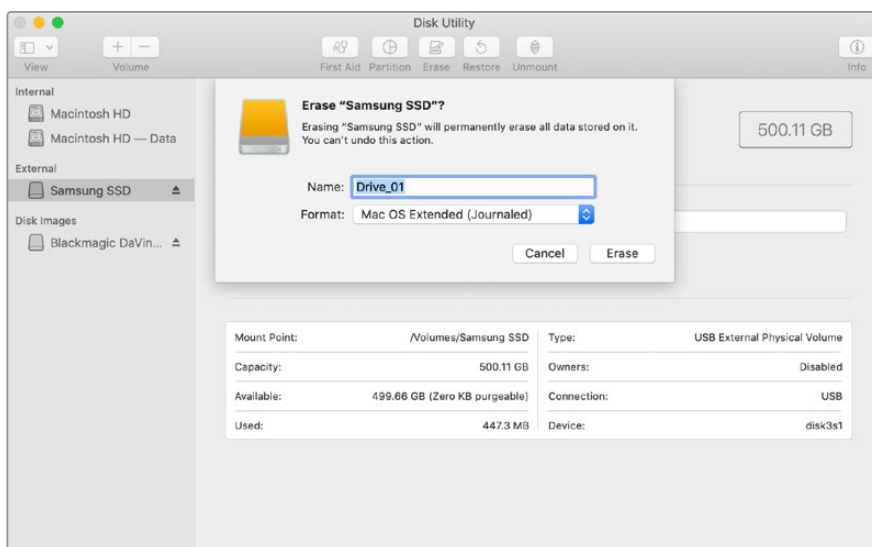 Disk Utility
View
Volume
First Aid Partition Erase Restore Unmount
Info
Internal
Macintosh HD
Macintosh HD — Data
External
Samsung SSD
Disk Images
Blackmagic DaVin...
Erase “Samsung SSD”?
Erasing “Samsung SSD” will permanently erase all data stored on it.
You can’t undo this action.
Name: Drive_01
Format: Mac OS Extended (Journaled)
Cancel Erase
500.11 GB
Mount Point: /Volumes/Samsung SSD Type: USB External Physical Volume
Capacity: 500.11 GB Owners: Disabled
Available: 499.66 GB (Zero KB purgeable) Connection: USB
Used: 447.3 MB Device: disk3s1